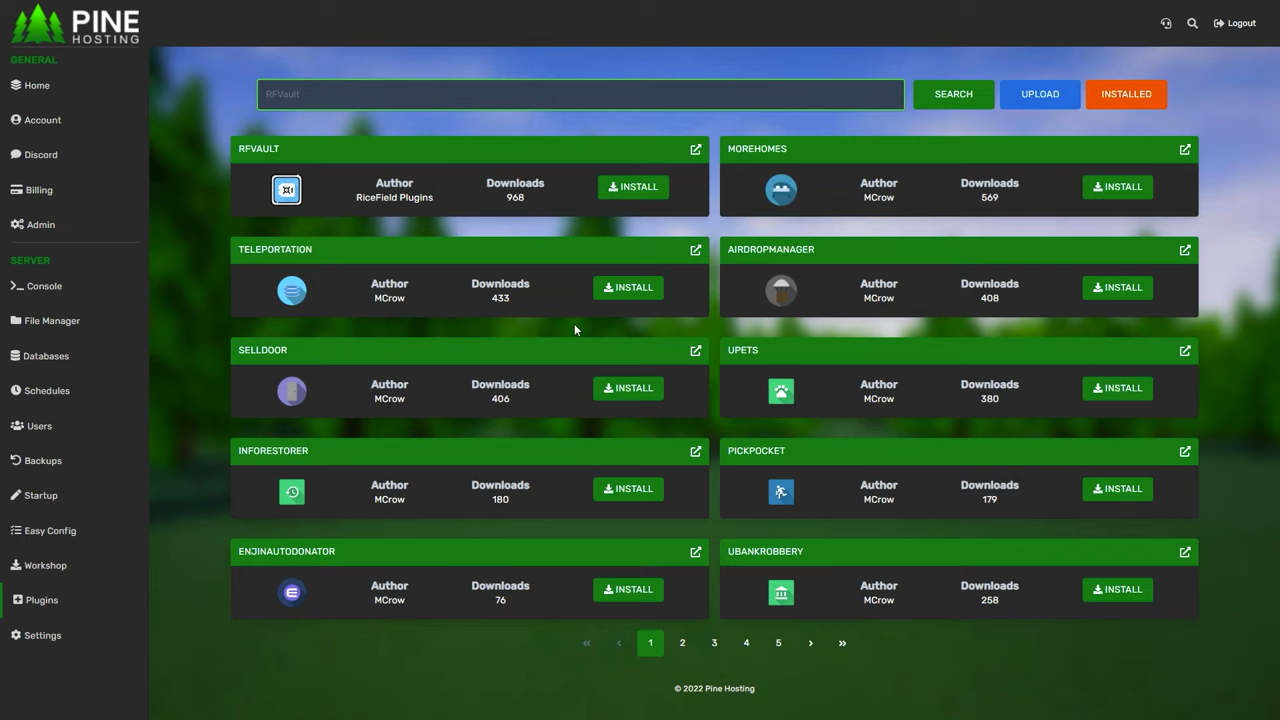 PINE
HOSTING
Logout
GENERAL
Home
Account
Discord
Billing
Admin
SERVER
Console
File Manager
Databases
Schedules
Users
Backups
Startup
Easy Config
Workshop
Plugins
Settings
RFVault
SEARCH
UPLOAD
INSTALLED
RFVAULT
Author
RiceField Plugins
Downloads
968
INSTALL
MOREHOMES
Author
MCrow
Downloads
569
INSTALL
TELEPORTATION
Author
MCrow
Downloads
433
INSTALL
AIRDROPMANAGER
Author
MCrow
Downloads
408
INSTALL
SELLDOOR
Author
MCrow
Downloads
406
INSTALL
UPETS
Author
MCrow
Downloads
380
INSTALL
INFORESTORER
Author
MCrow
Downloads
180
INSTALL
PICKPOCKET
Author
MCrow
Downloads
179
INSTALL
ENJINAUTODONATOR
Author
MCrow
Downloads
76
INSTALL
UBANKROBBERY
Author
MCrow
Downloads
258
INSTALL
« ‹ 1 2 3 4 5 › »
© 2022 Pine Hosting